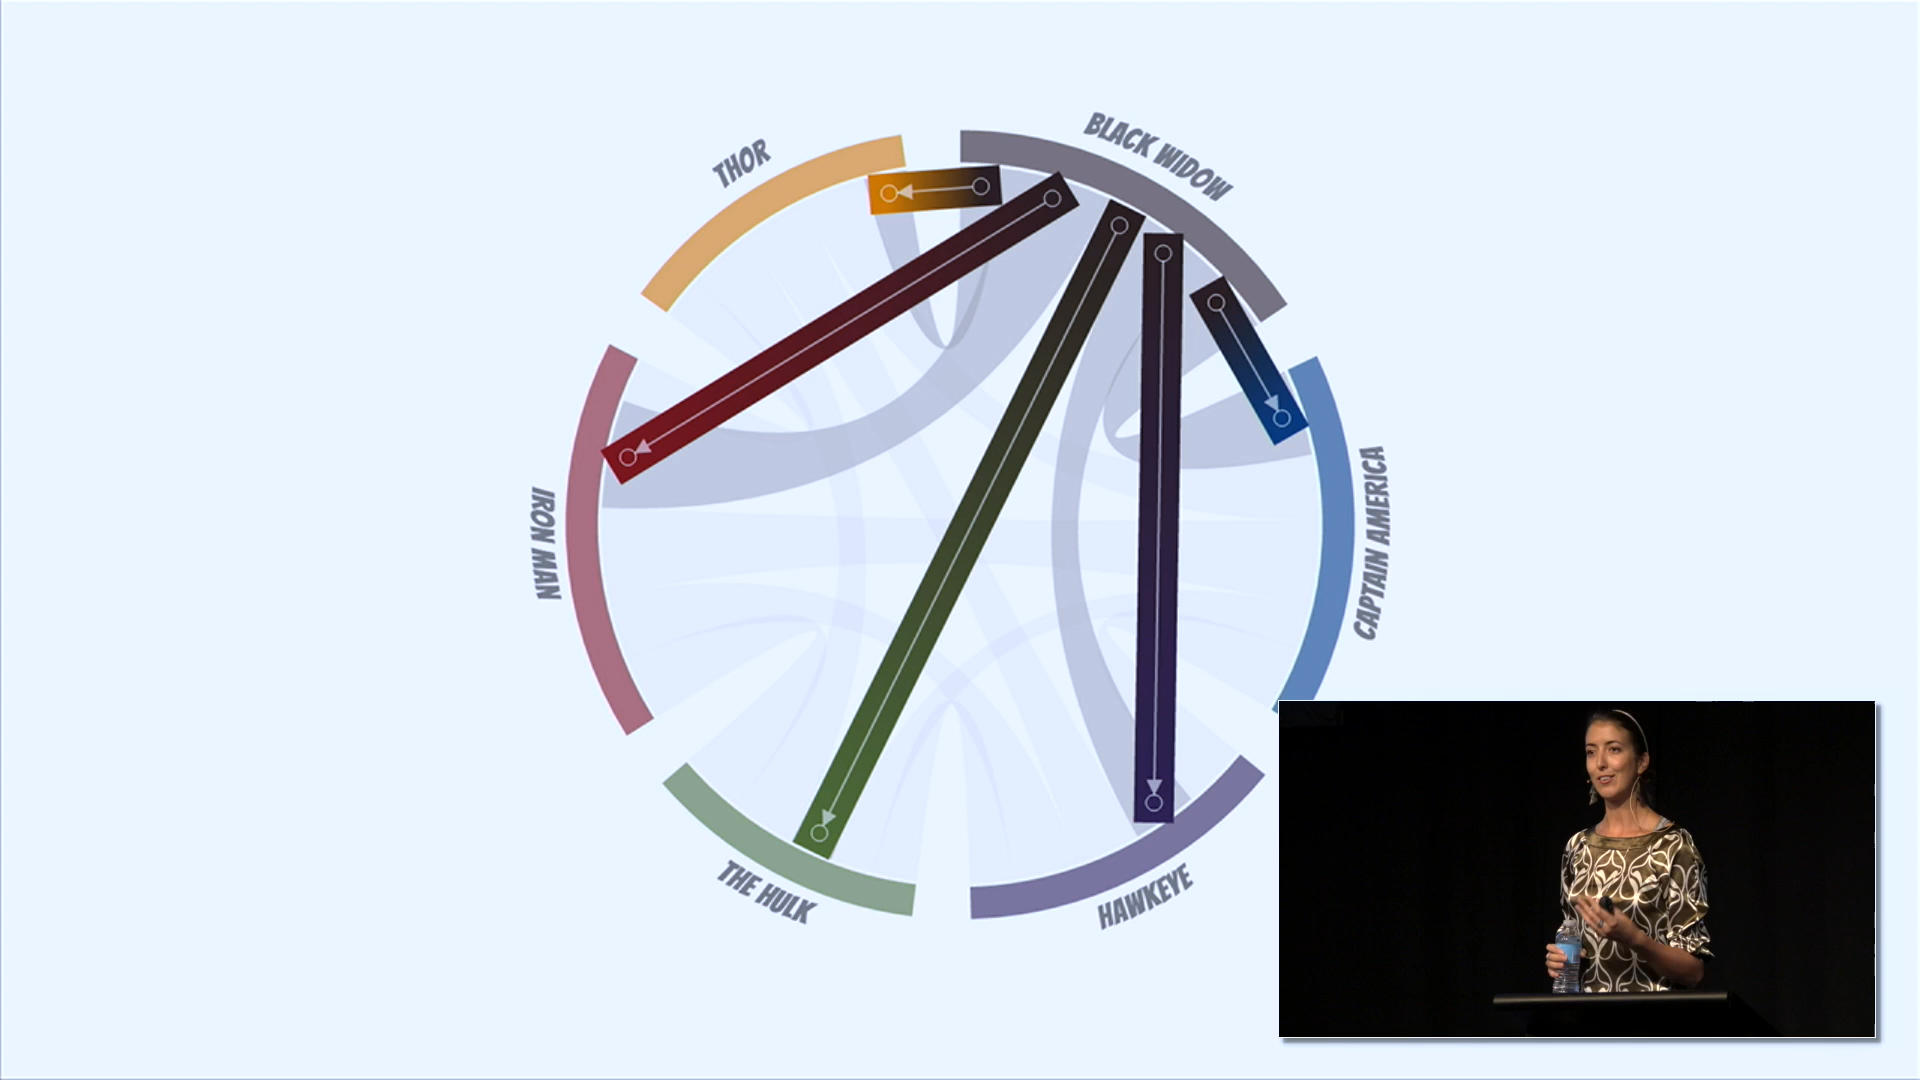 THOR
BLACK WIDOW
IRON MAN
CAPTAIN AMERICA
THE HULK
HAWKEYE